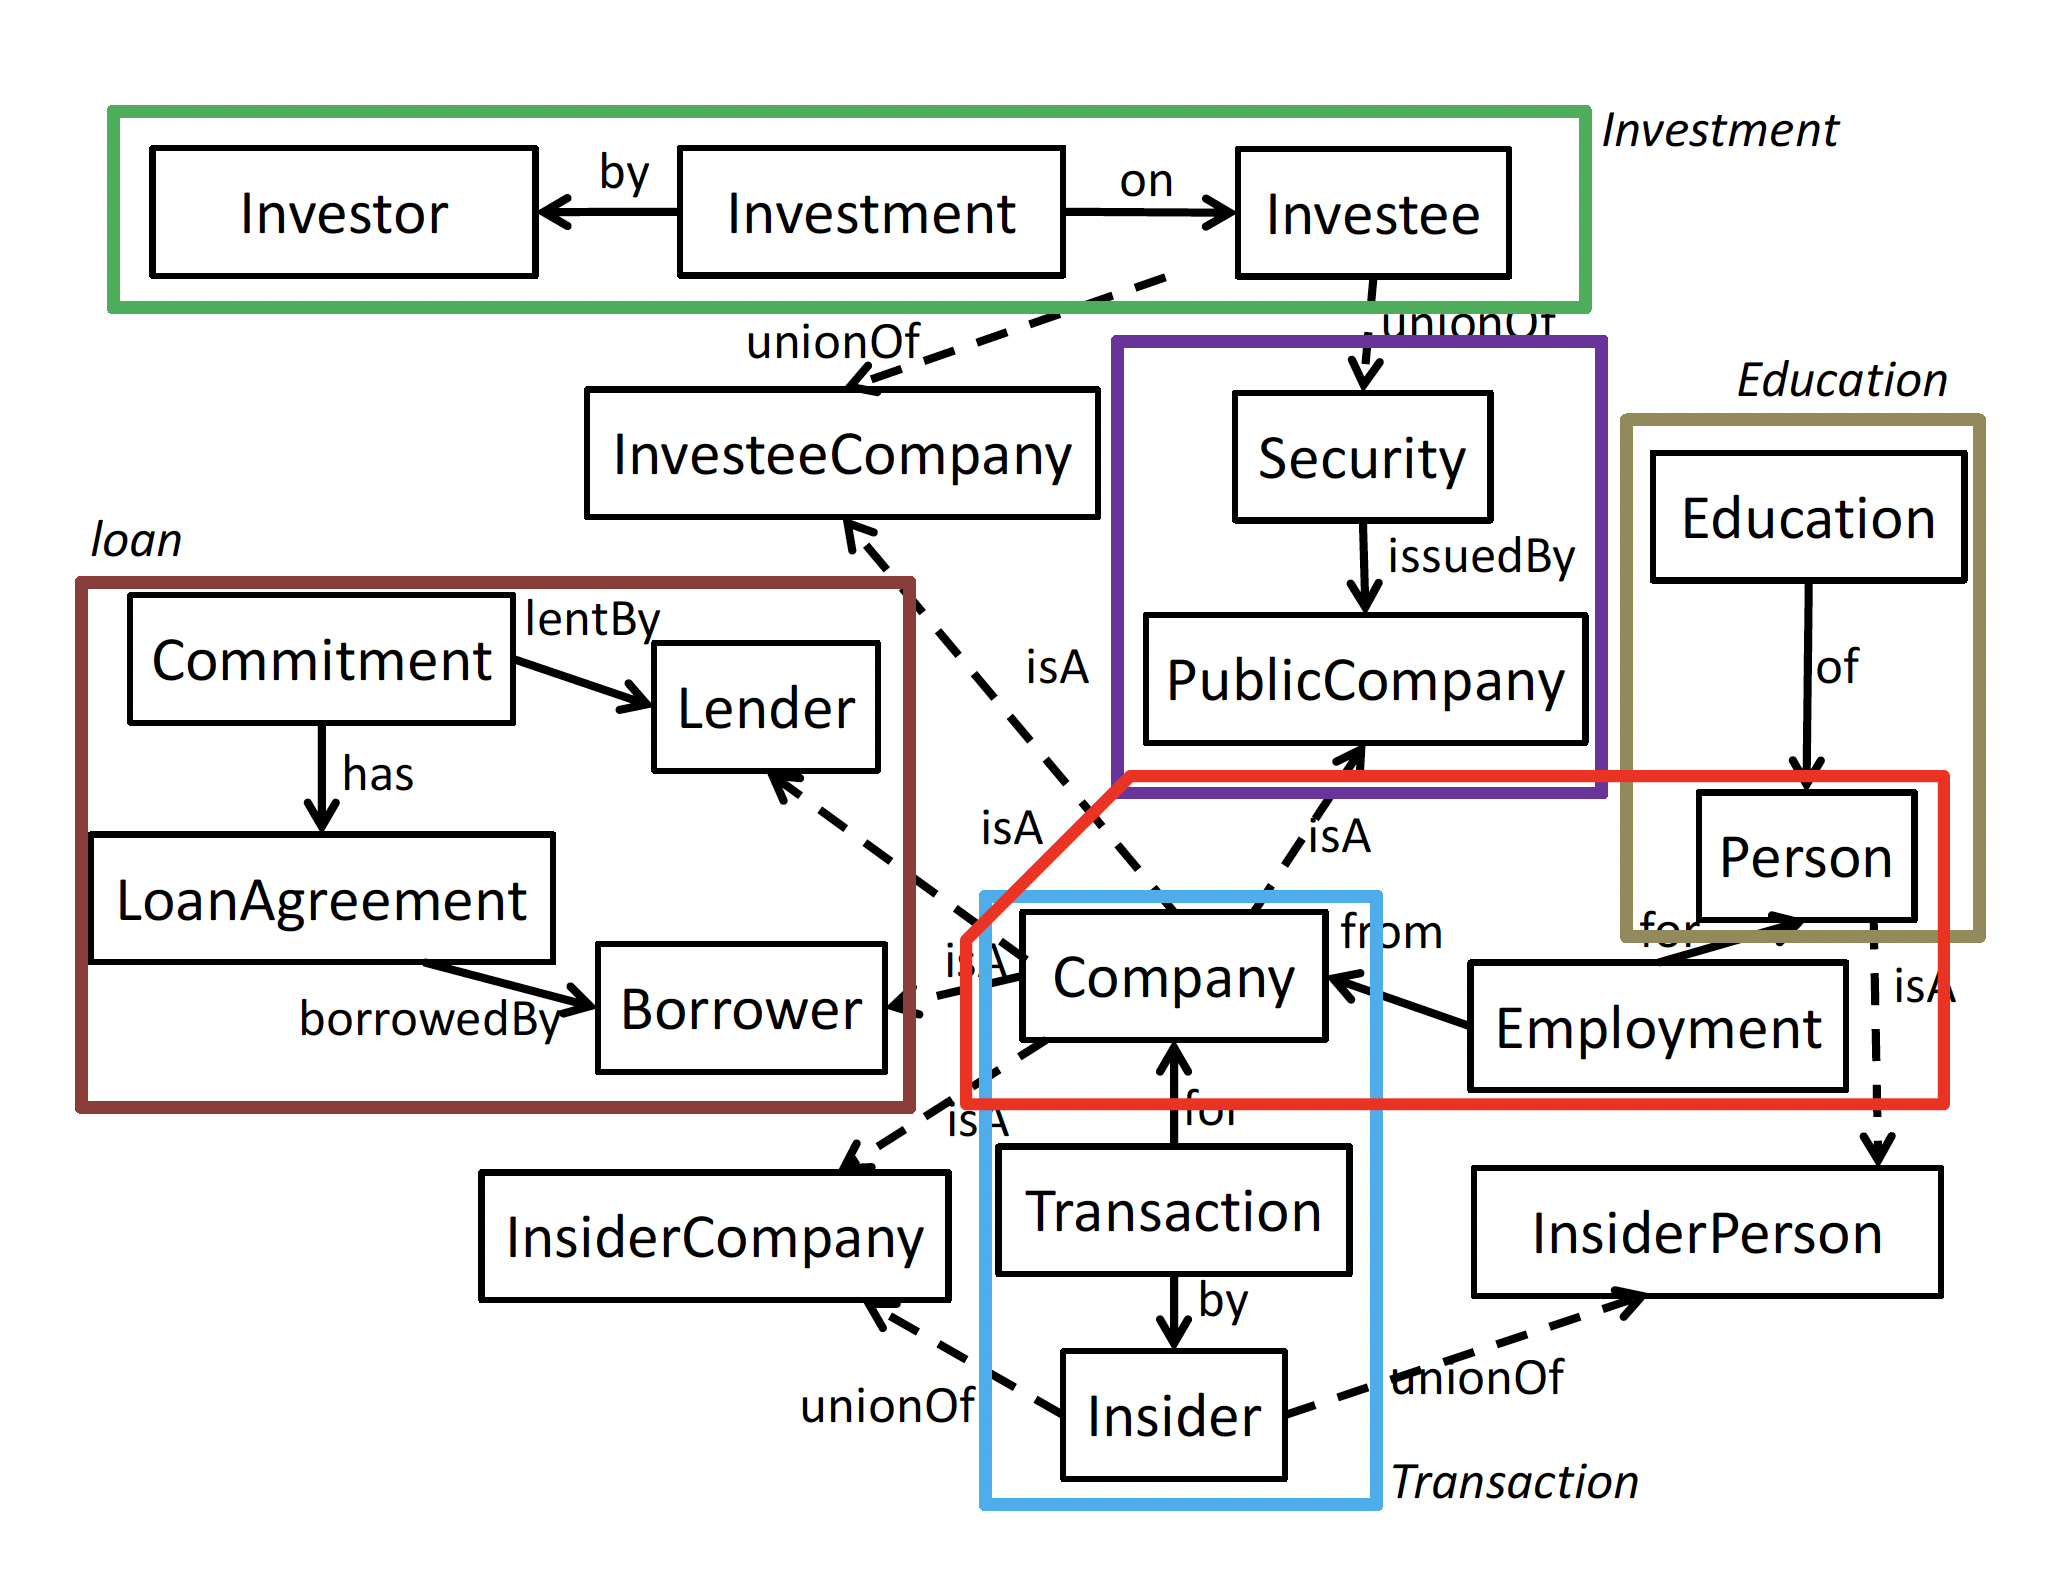 Investment
Investor
by
Investment
on
Investee
unionOf
unionOf
Education
InvesteeCompany
Security
Education
loan
issuedBy
Commitment
lentBy
Lender
isA
PublicCompany
of
has
isA
isA
Person
LoanAgreement
from
for
isA
Company
isA
borrowedBy
Borrower
Employment
isA
for
InsiderCompany
Transaction
InsiderPerson
by
unionOf
Insider
unionOf
Transaction